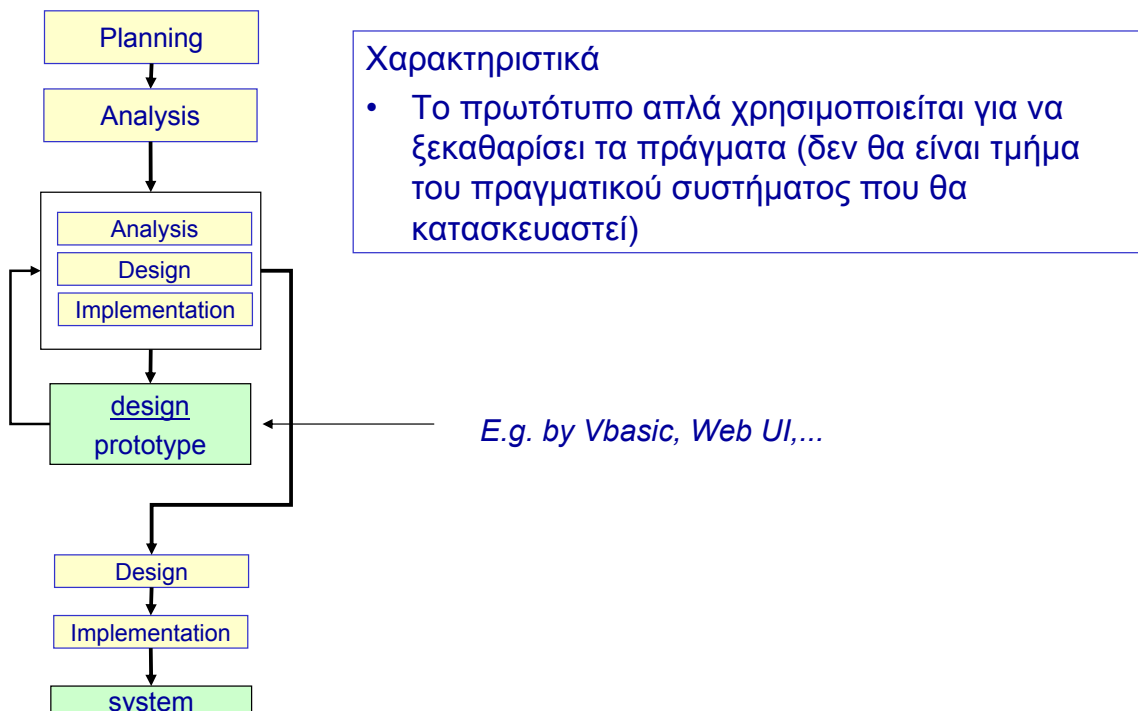 Planning
Analysis
Analysis
Design
Implementation
design
prototype
Design
Implementation
system
Χαρακτηριστικά
• Το πρωτότυπο απλά χρησιμοποιείται για να
ξεκαθαρίσει τα πράγματα (δεν θα είναι τμήμα
του πραγματικού συστήματος που θα
κατασκευαστεί)
E.g. by Vbasic, Web UI,...